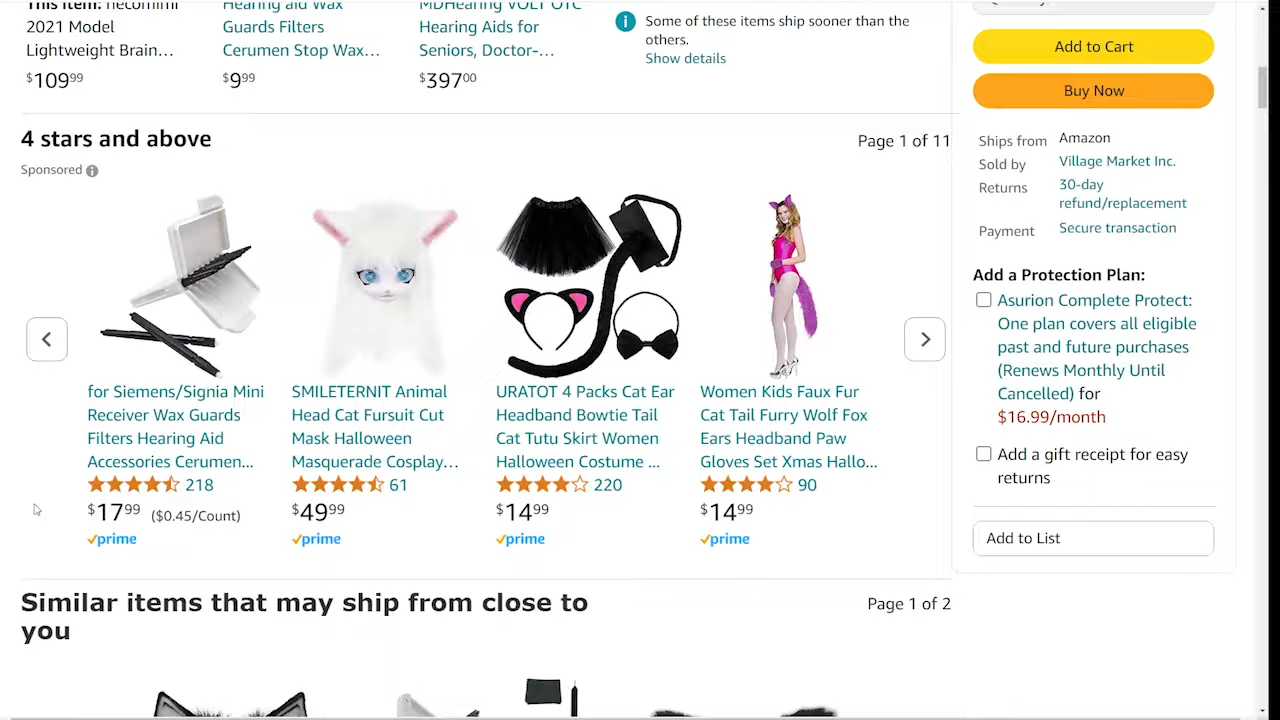 This item: necomimi
2021 Model
Lightweight Brain…
$109 99
Hearing aid Wax
Guards Filters
Cerumen Stop Wax…
$9 99
MDHearing VOLT OTC
Hearing Aids for
Seniors, Doctor-…
$397 00
Some of these items ship sooner than the
others.
Show details
Add to Cart
Buy Now
Ships from Amazon
Sold by Village Market Inc.
Returns 30-day
refund/replacement
Payment Secure transaction
Add a Protection Plan:
Asurion Complete Protect:
One plan covers all eligible
past and future purchases
(Renews Monthly Until
Cancelled) for
$16.99/month
Add a gift receipt for easy
returns
Add to List
4 stars and above
Page 1 of 11
Sponsored
for Siemens/Signia Mini
Receiver Wax Guards
Filters Hearing Aid
Accessories Cerumen…
218
$17 99 ($0.45/Count)
prime
SMILETERNIT Animal
Head Cat Fursuit Cut
Mask Halloween
Masquerade Cosplay…
61
$49 99
prime
URATOT 4 Packs Cat Ear
Headband Bowtie Tail
Cat Tutu Skirt Women
Halloween Costume …
220
$14 99
prime
Women Kids Faux Fur
Cat Tail Furry Wolf Fox
Ears Headband Paw
Gloves Set Xmas Hallo…
90
$14 99
prime
Similar items that may ship from close to
you
Page 1 of 2